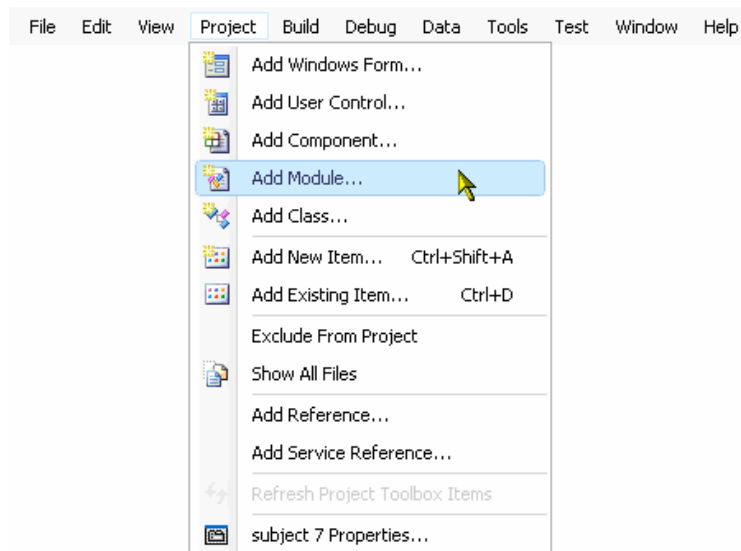 File Edit View Project Build Debug Data Tools Test Window Help
Add Windows Form...
Add User Control...
Add Component...
Add Module...
Add Class...
Add New Item... Ctrl+Shift+A
Add Existing Item... Ctrl+D
Exclude From Project
Show All Files
Add Reference...
Add Service Reference...
Refresh Project Toolbox Items
subject 7 Properties...